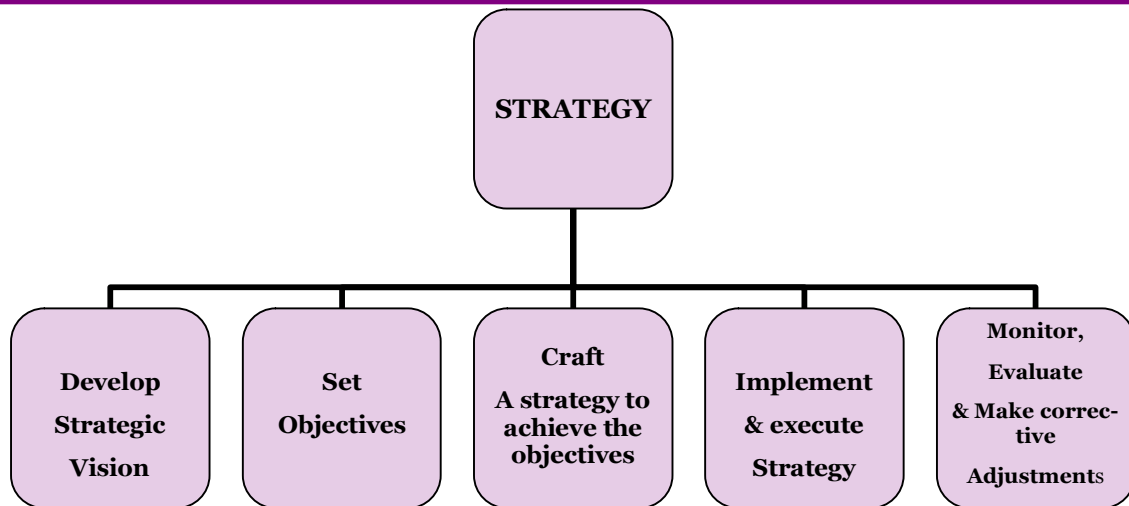 STRATEGY
Develop
Strategic
Vision
Set
Objectives
Craft
A strategy to
achieve the
objectives
Implement
& execute
Strategy
Monitor,
Evaluate
& Make correc-
tive
Adjustments